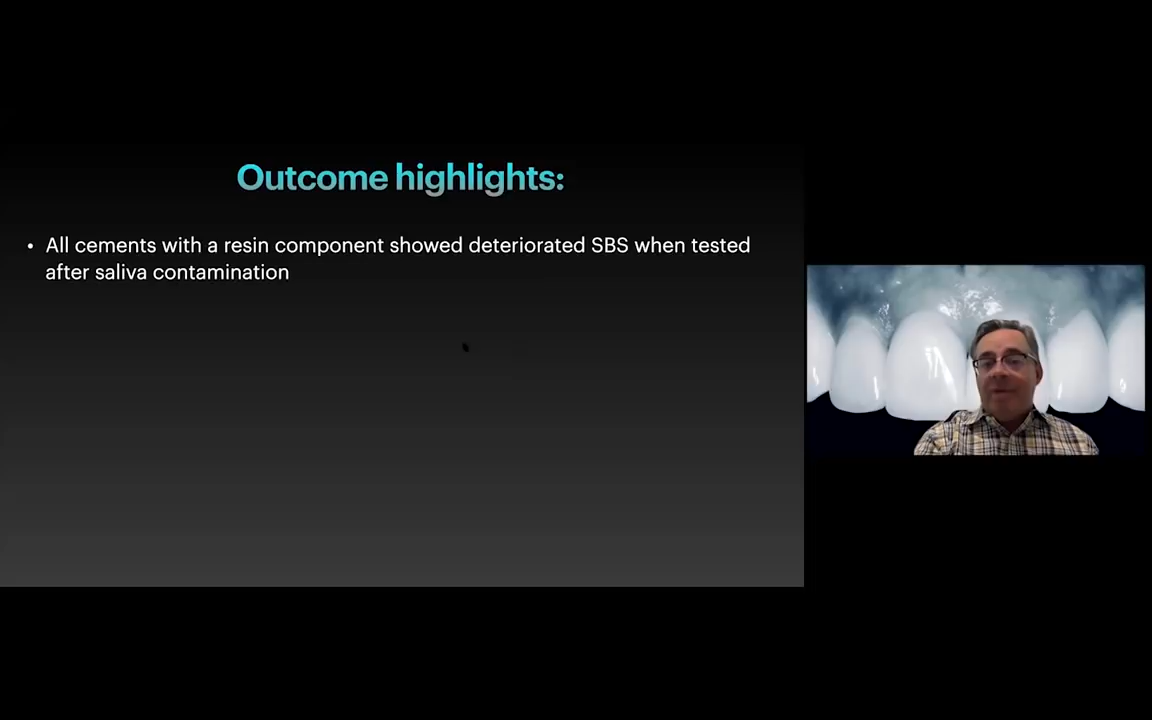 Outcome highlights:
• All cements with a resin component showed deteriorated SBS when tested
after saliva contamination